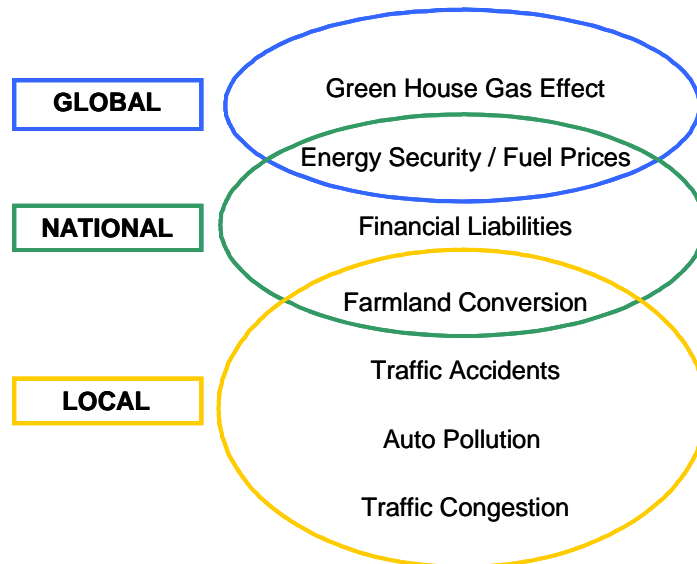 Green House Gas Effect
GLOBAL
Energy Security / Fuel Prices
NATIONAL
Financial Liabilities
Farmland Conversion
Traffic Accidents
LOCAL
Auto Pollution
Traffic Congestion